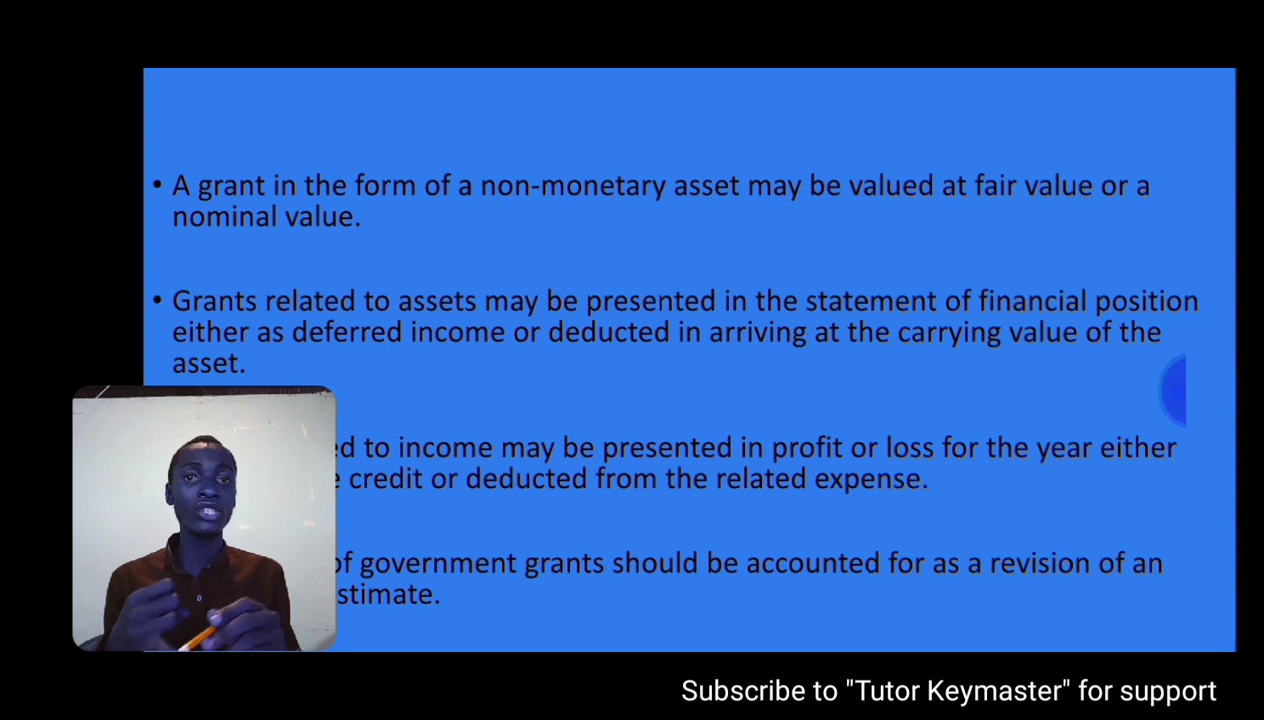 • A grant in the form of a non-monetary asset may be valued at fair value or a
nominal value.
• Grants related to assets may be presented in the statement of financial position
either as deferred income or deducted in arriving at the carrying value of the
asset.
to income may be presented in profit or loss for the year either
credit or deducted from the related expense.
of government grants should be accounted for as a revision of an
Subscribe to "Tutor Keymaster" for support